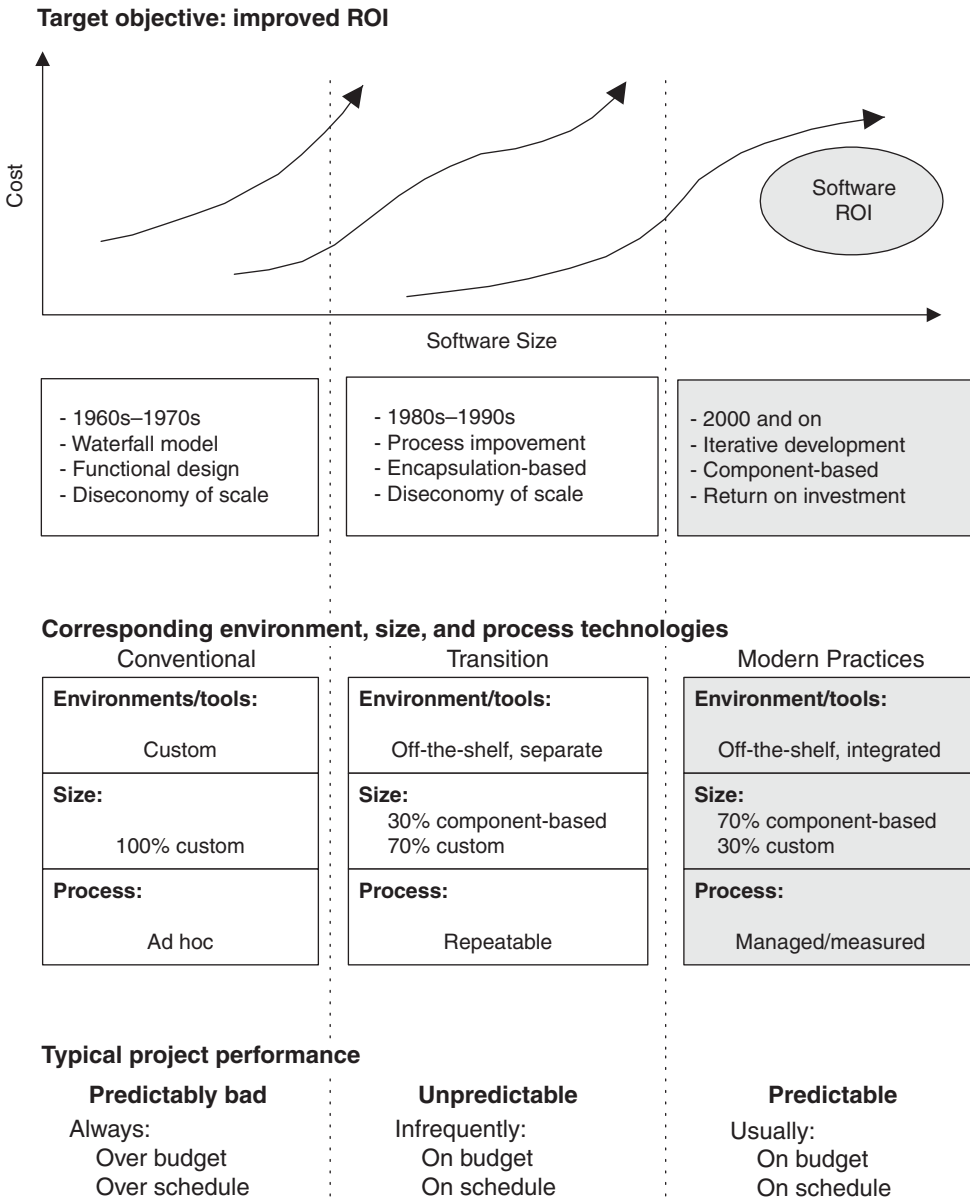 Target objective: improved ROI
Cost
Software
ROI
Software Size
- 1960s–1970s
- Waterfall model
- Functional design
- Diseconomy of scale
- 1980s–1990s
- Process impovement
- Encapsulation-based
- Diseconomy of scale
- 2000 and on
- Iterative development
- Component-based
- Return on investment
Corresponding environment, size, and process technologies
Conventional
Environments/tools:
Custom
Size:
100% custom
Process:
Ad hoc
Transition
Environment/tools:
Off-the-shelf, separate
Size:
30% component-based
70% custom
Process:
Repeatable
Modern Practices
Environment/tools:
Off-the-shelf, integrated
Size:
70% component-based
30% custom
Process:
Managed/measured
Typical project performance
Predictably bad
Always:
Over budget
Over schedule
Unpredictable
Infrequently:
On budget
On schedule
Predictable
Usually:
On budget
On schedule